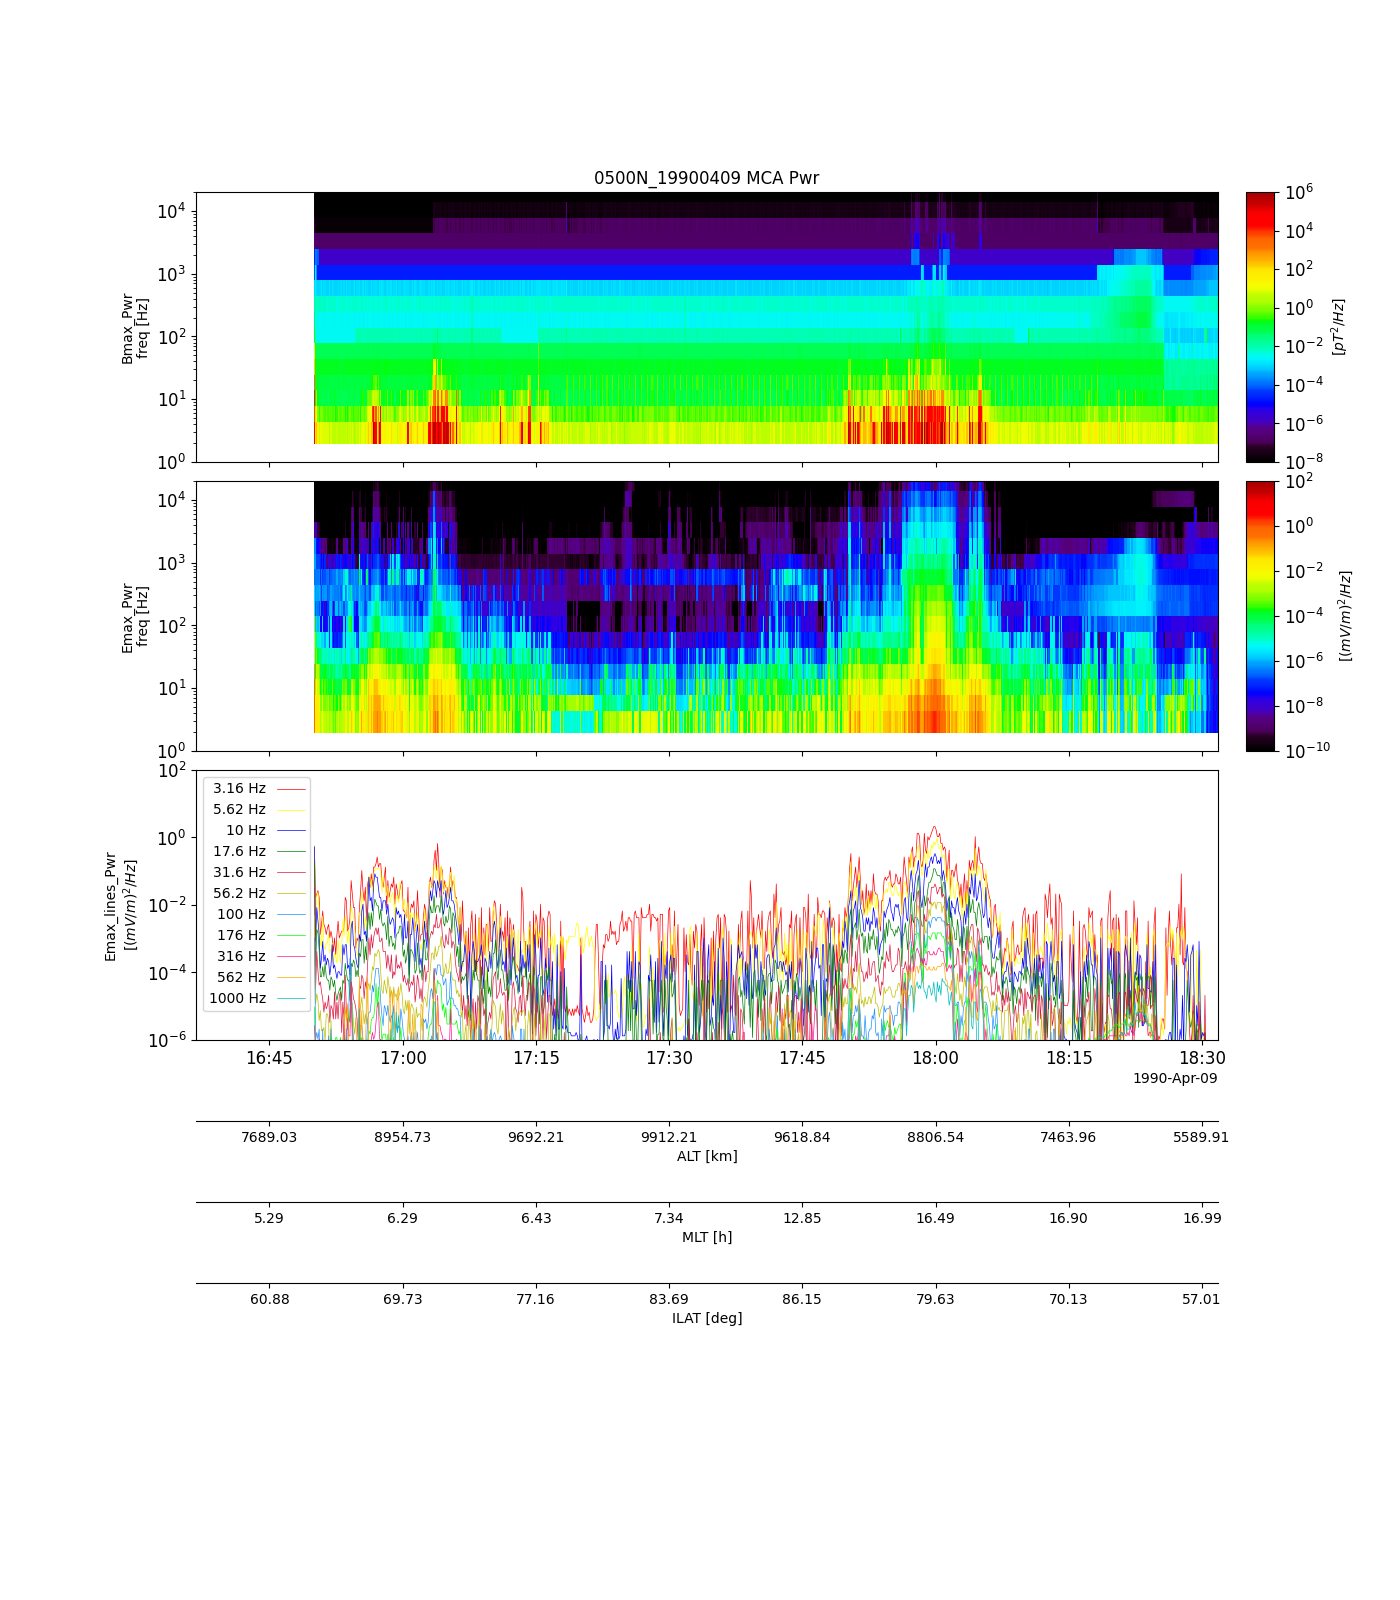 0500N_19900409 MCA Pwr
10^4
10^3
10^2
10^1
10^0
Bmax_Pwr
freq [Hz]
10^6
10^4
10^2
10^0
10^-2
10^-4
10^-6
10^-8
[pT^2/Hz]
10^4
10^3
10^2
10^1
10^0
Emax_Pwr
freq [Hz]
10^2
10^0
10^-2
10^-4
10^-6
10^-8
10^-10
[(mV/m)^2/Hz]
10^2
10^0
10^-2
10^-4
10^-6
Emax_lines_Pwr
[(mV/m)^2/Hz]
3.16 Hz
5.62 Hz
10 Hz
17.6 Hz
31.6 Hz
56.2 Hz
100 Hz
176 Hz
316 Hz
562 Hz
1000 Hz
16:45 17:00 17:15 17:30 17:45 18:00 18:15 18:30
1990-Apr-09
7689.03 8954.73 9692.21 9912.21 9618.84 8806.54 7463.96 5589.91
ALT [km]
5.29 6.29 6.43 7.34 12.85 16.49 16.90 16.99
MLT [h]
60.88 69.73 77.16 83.69 86.15 79.63 70.13 57.01
ILAT [deg]